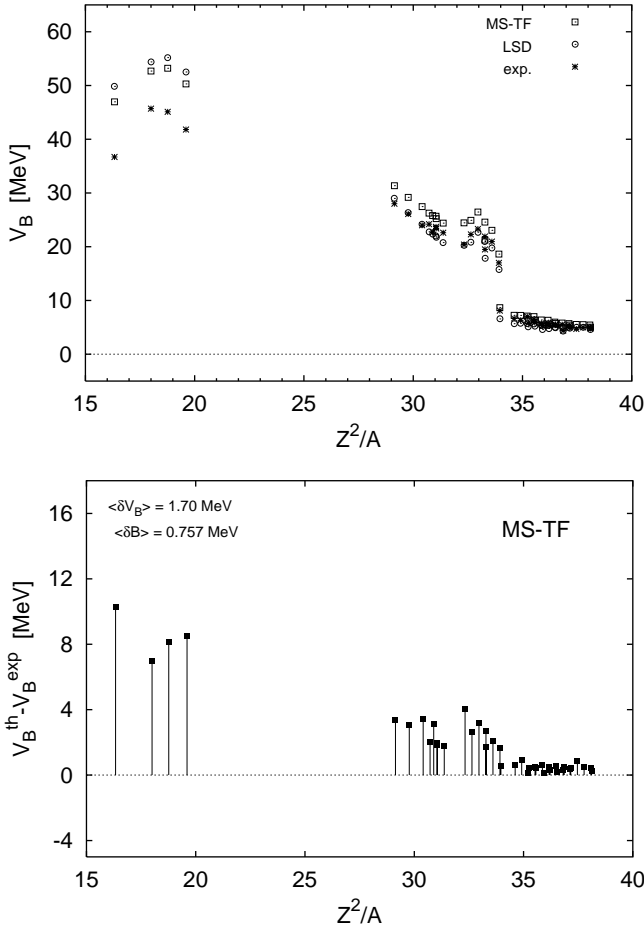 60
50
40
30
20
10
0
V_B [MeV]
MS-TF
LSD
exp.
15 20 25 30 35 40
Z^2/A
16
12
8
4
0
-4
V_B^th-V_B^exp [MeV]
<δV_B> = 1.70 MeV
<δB> = 0.757 MeV
MS-TF
15 20 25 30 35 40
Z^2/A